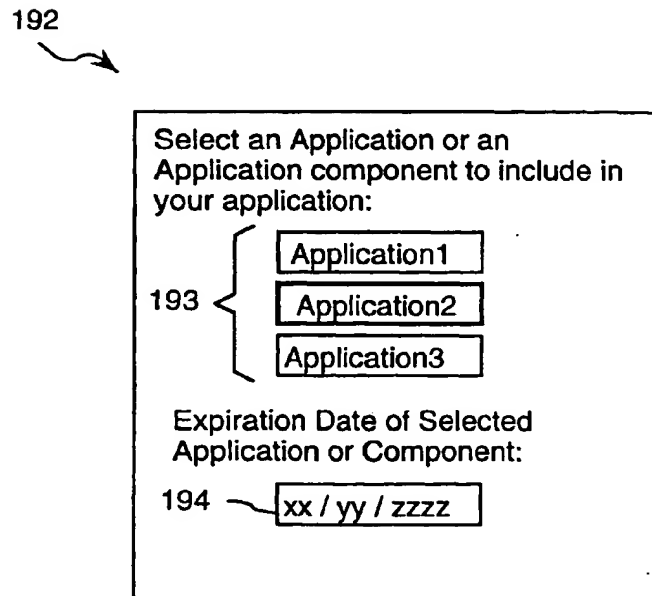 192
Select an Application or an
Application component to include in
your application:
Application1
193
Application2
Application3
Expiration Date of Selected
Application or Component:
194
xx / yy / zzzz